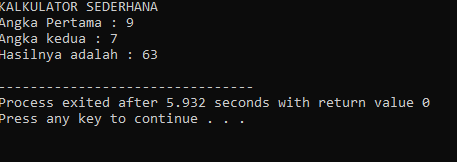 KALKULATOR SEDERHANA
Angka Pertama : 9
Angka kedua : 7
Hasilnya adalah : 63
--------------------------------
Process exited after 5.932 seconds with return value 0
Press any key to continue . . .